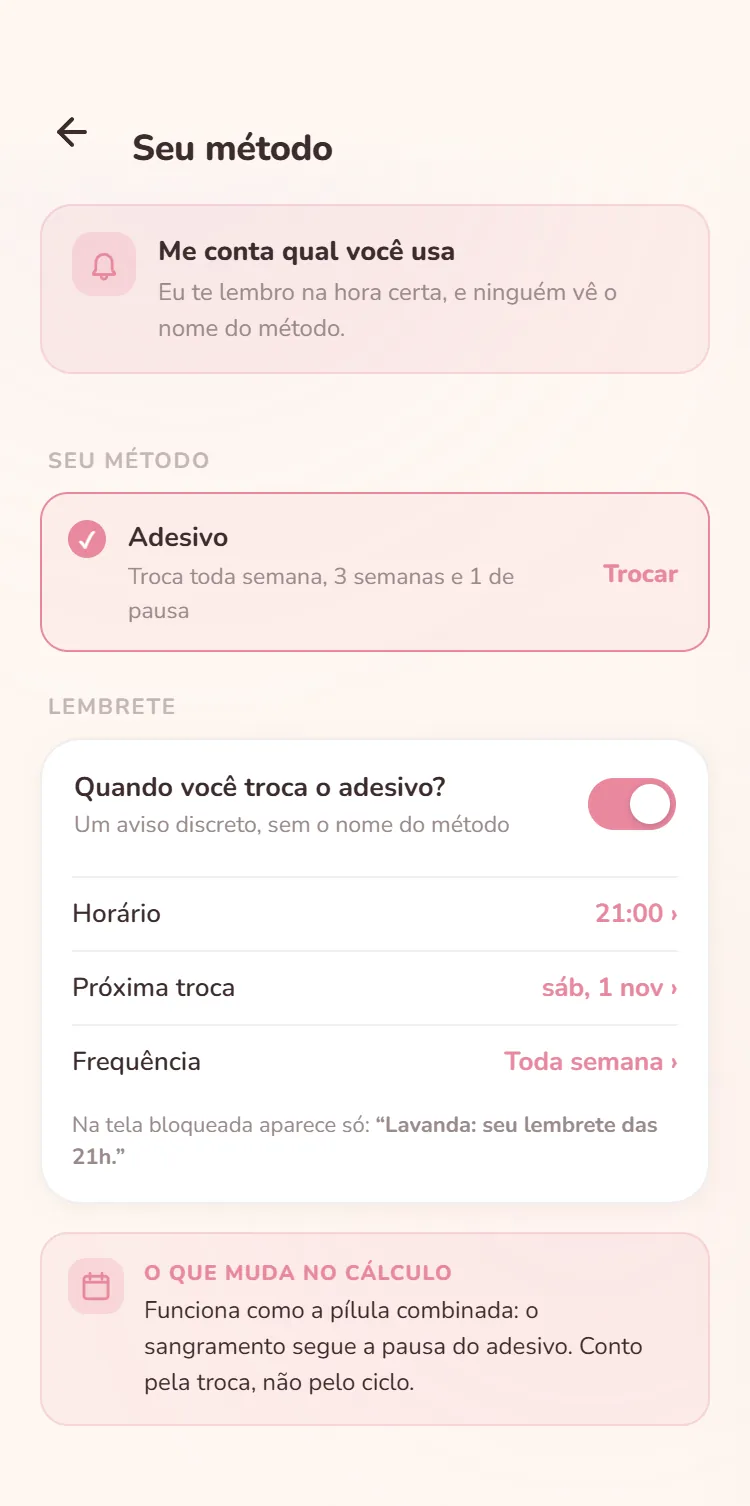 Seu método
Me conta qual você usa
Eu te lembro na hora certa, e ninguém vê o
nome do método.
SEU MÉTODO
Adesivo
Troca toda semana, 3 semanas e 1 de
pausa
Trocar
LEMBRETE
Quando você troca o adesivo?
Um aviso discreto, sem o nome do método
Horário 21:00 ›
Próxima troca sáb, 1 nov ›
Frequência Toda semana ›
Na tela bloqueada aparece só: “Lavanda: seu lembrete das
21h.”
O QUE MUDA NO CÁLCULO
Funciona como a pílula combinada: o
sangramento segue a pausa do adesivo. Conto
pela troca, não pelo ciclo.